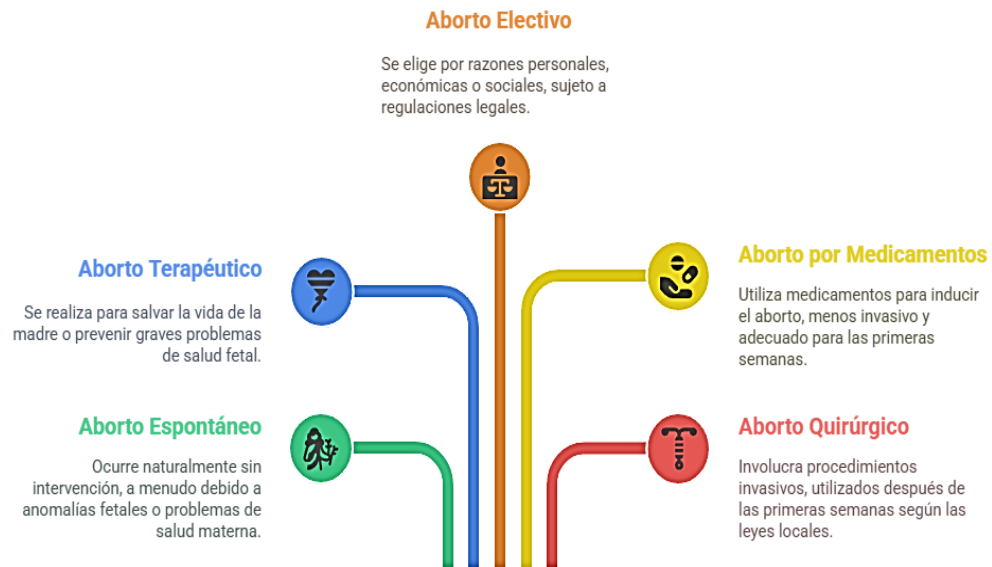 Aborto Electivo
Se elige por razones personales,
económicas o sociales, sujeto a
regulaciones legales.
Aborto Terapéutico
Se realiza para salvar la vida de la
madre o prevenir graves problemas
de salud fetal.
Aborto por Medicamentos
Utiliza medicamentos para inducir
el aborto, menos invasivo y
adecuado para las primeras
semanas.
Aborto Espontáneo
Ocurre naturalmente sin
intervención, a menudo debido a
anomalías fetales o problemas de
salud materna.
Aborto Quirúrgico
Involucra procedimientos
invasivos, utilizados después de
las primeras semanas según las
leyes locales.